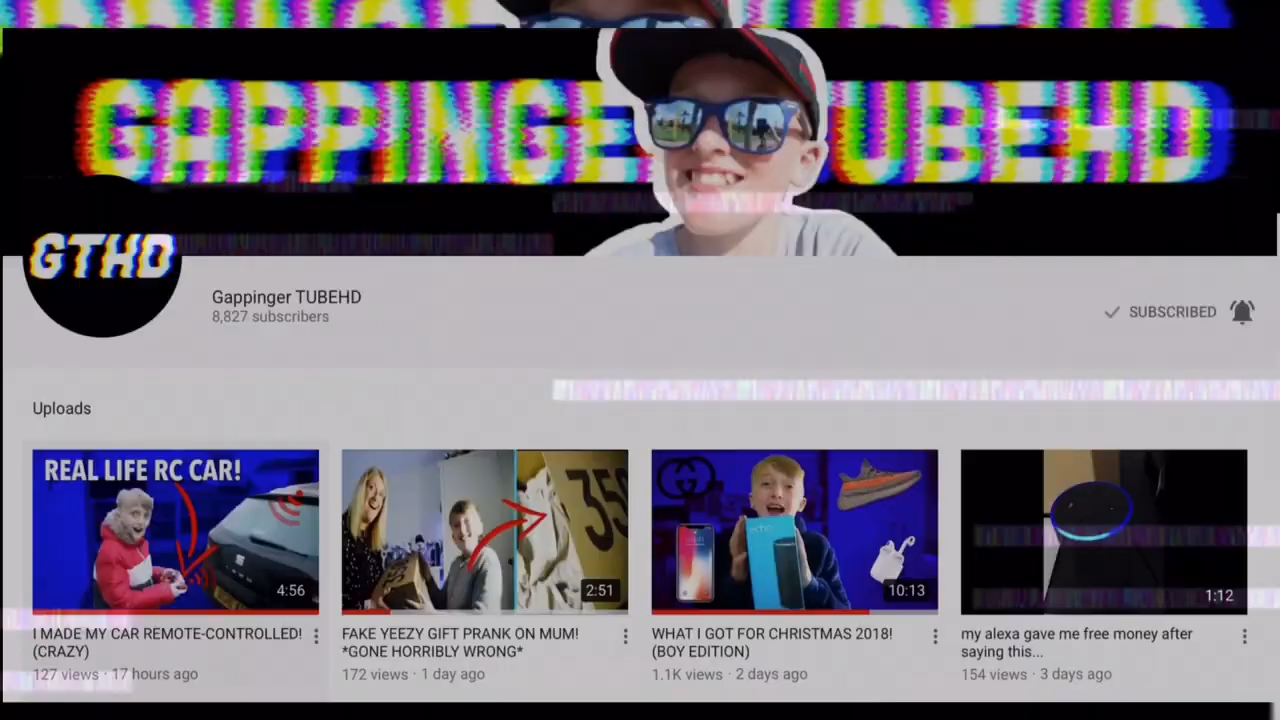 GAPPINGER TUBEHD
GTHD
Gappinger TUBEHD
8,827 subscribers
SUBSCRIBED
Uploads
REAL LIFE RC CAR!
4:56
350
2:51
10:13
1:12
I MADE MY CAR REMOTE-CONTROLLED!
(CRAZY)
127 views · 17 hours ago
FAKE YEEZY GIFT PRANK ON MUM!
*GONE HORRIBLY WRONG*
172 views · 1 day ago
WHAT I GOT FOR CHRISTMAS 2018!
(BOY EDITION)
1.1K views · 2 days ago
my alexa gave me free money after
saying this...
154 views · 3 days ago